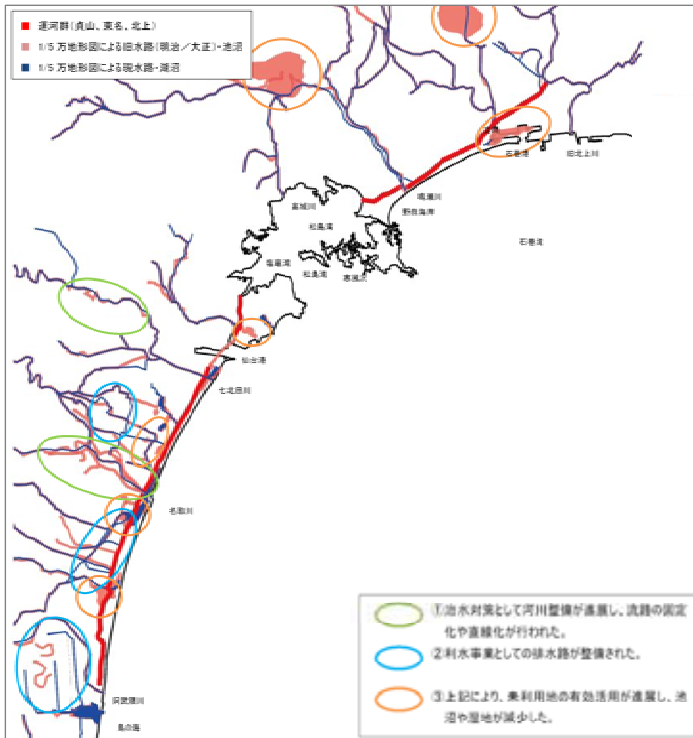 運河群(貞山、東名、北上)
1/5 万地形図による旧水路(明治／大正)・池沼
1/5 万地形図による現水路・湖沼
石巻港
旧北上川
鳴瀬川
野蒜海岸
高城川
松島湾
石巻湾
塩竈湾
松島湾
寒風沢
仙台港
七北田川
名取川
阿武隈川
鳥の海
①治水対策として河川整備が進展し、流路の固定
化や直線化が行われた。
②利水事業としての排水路が整備された。
③上記により、未利用地の有効活用が進展し、池
沼や湿地が減少した。